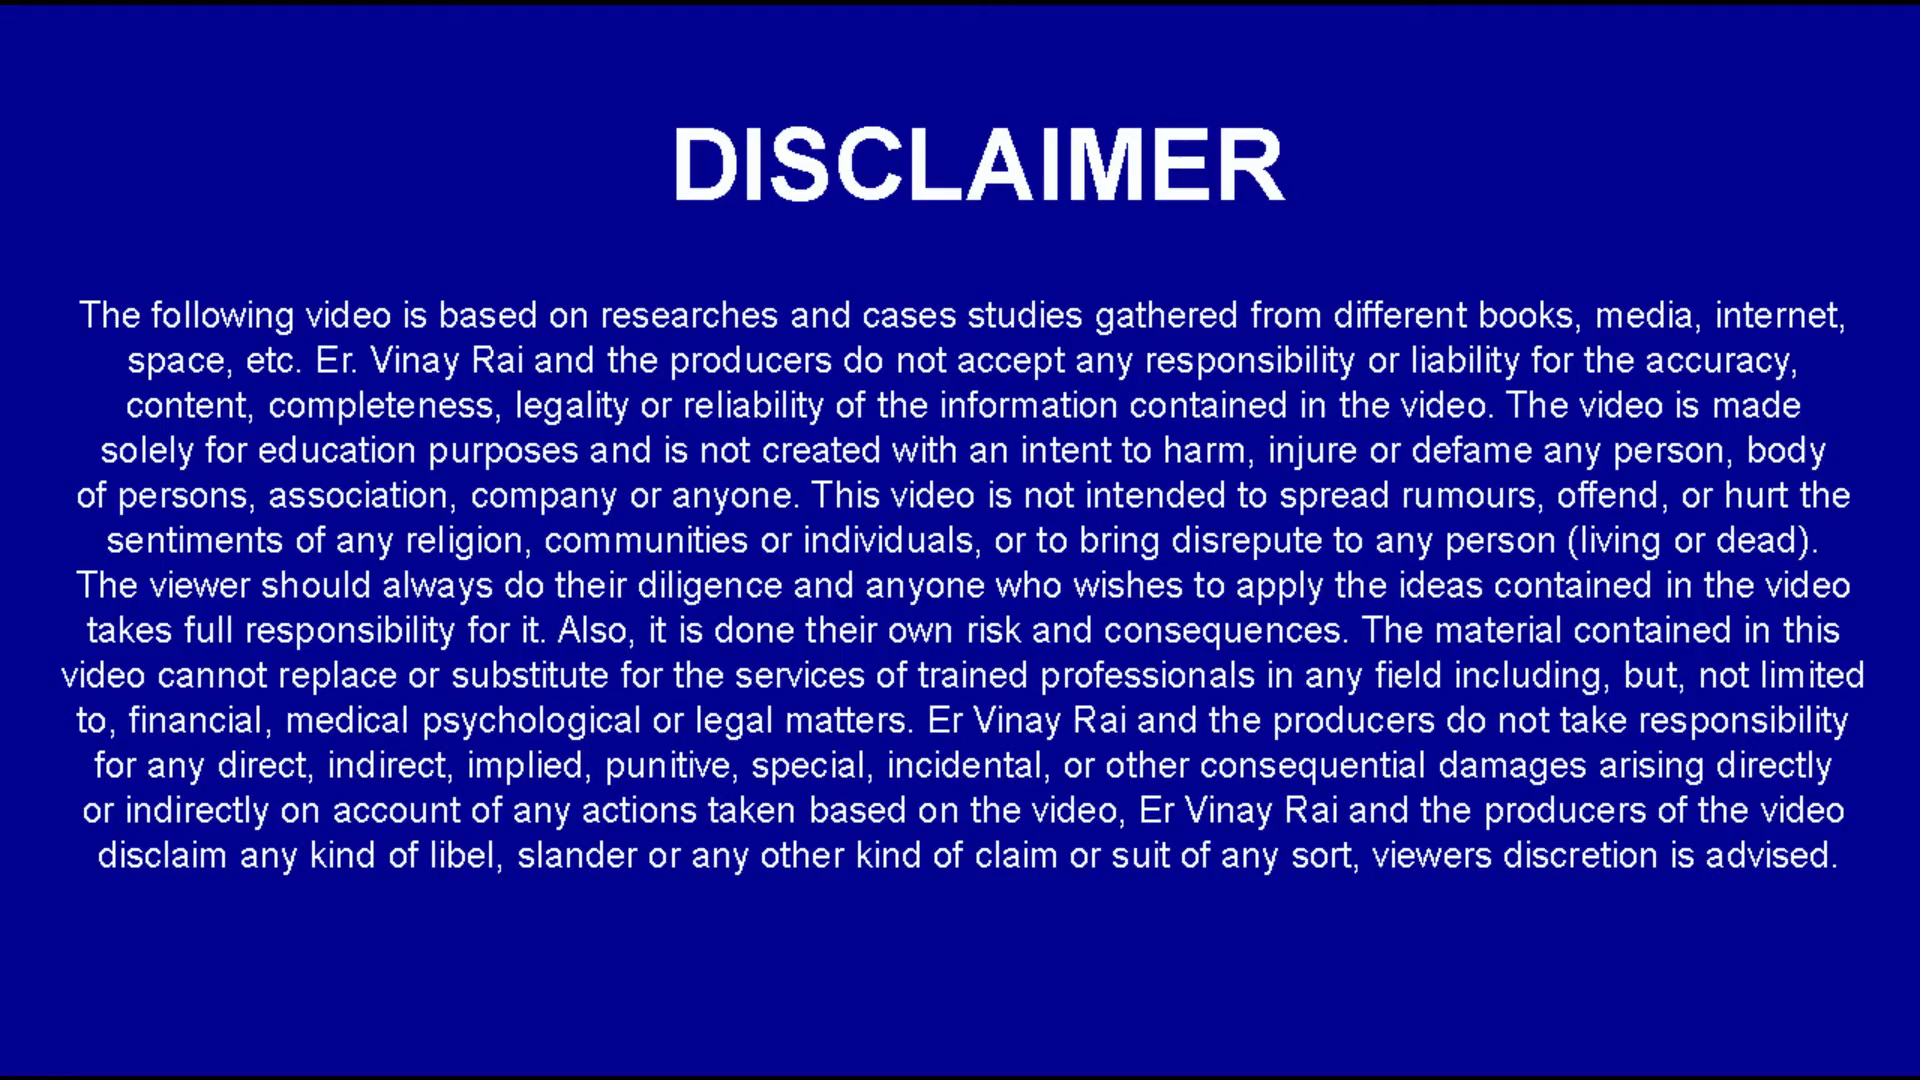 DISCLAIMER
The following video is based on researches and cases studies gathered from different books, media, internet,
space, etc. Er. Vinay Rai and the producers do not accept any responsibility or liability for the accuracy,
content, completeness, legality or reliability of the information contained in the video. The video is made
solely for education purposes and is not created with an intent to harm, injure or defame any person, body
of persons, association, company or anyone. This video is not intended to spread rumours, offend, or hurt the
sentiments of any religion, communities or individuals, or to bring disrepute to any person (living or dead).
The viewer should always do their diligence and anyone who wishes to apply the ideas contained in the video
takes full responsibility for it. Also, it is done their own risk and consequences. The material contained in this
video cannot replace or substitute for the services of trained professionals in any field including, but, not limited
to, financial, medical psychological or legal matters. Er Vinay Rai and the producers do not take responsibility
for any direct, indirect, implied, punitive, special, incidental, or other consequential damages arising directly
or indirectly on account of any actions taken based on the video, Er Vinay Rai and the producers of the video
disclaim any kind of libel, slander or any other kind of claim or suit of any sort, viewers discretion is advised.